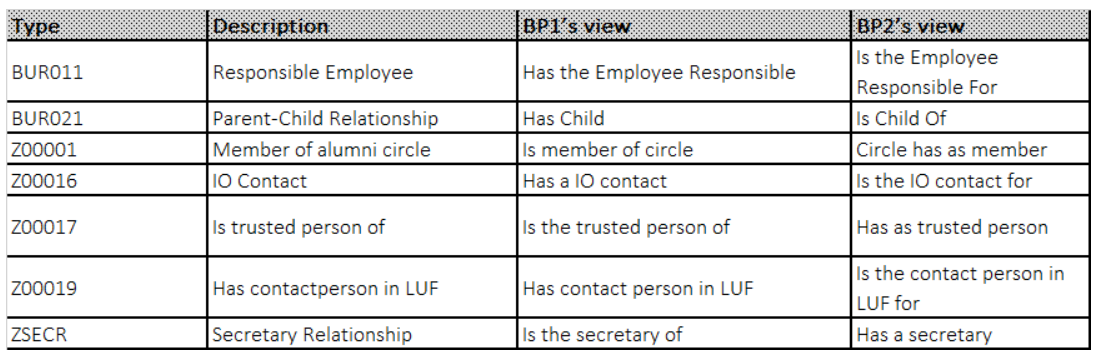 Type Description BP1's view BP2's view
BUR011 Responsible Employee Has the Employee Responsible Is the Employee
Responsible For
BUR021 Parent-Child Relationship Has Child Is Child Of
Z00001 Member of alumni circle Is member of circle Circle has as member
Z00016 IO Contact Has a IO contact Is the IO contact for
Z00017 Is trusted person of Is the trusted person of Has as trusted person
Z00019 Has contactperson in LUF Has contact person in LUF Is the contact person in
LUF for
ZSECR Secretary Relationship Is the secretary of Has a secretary